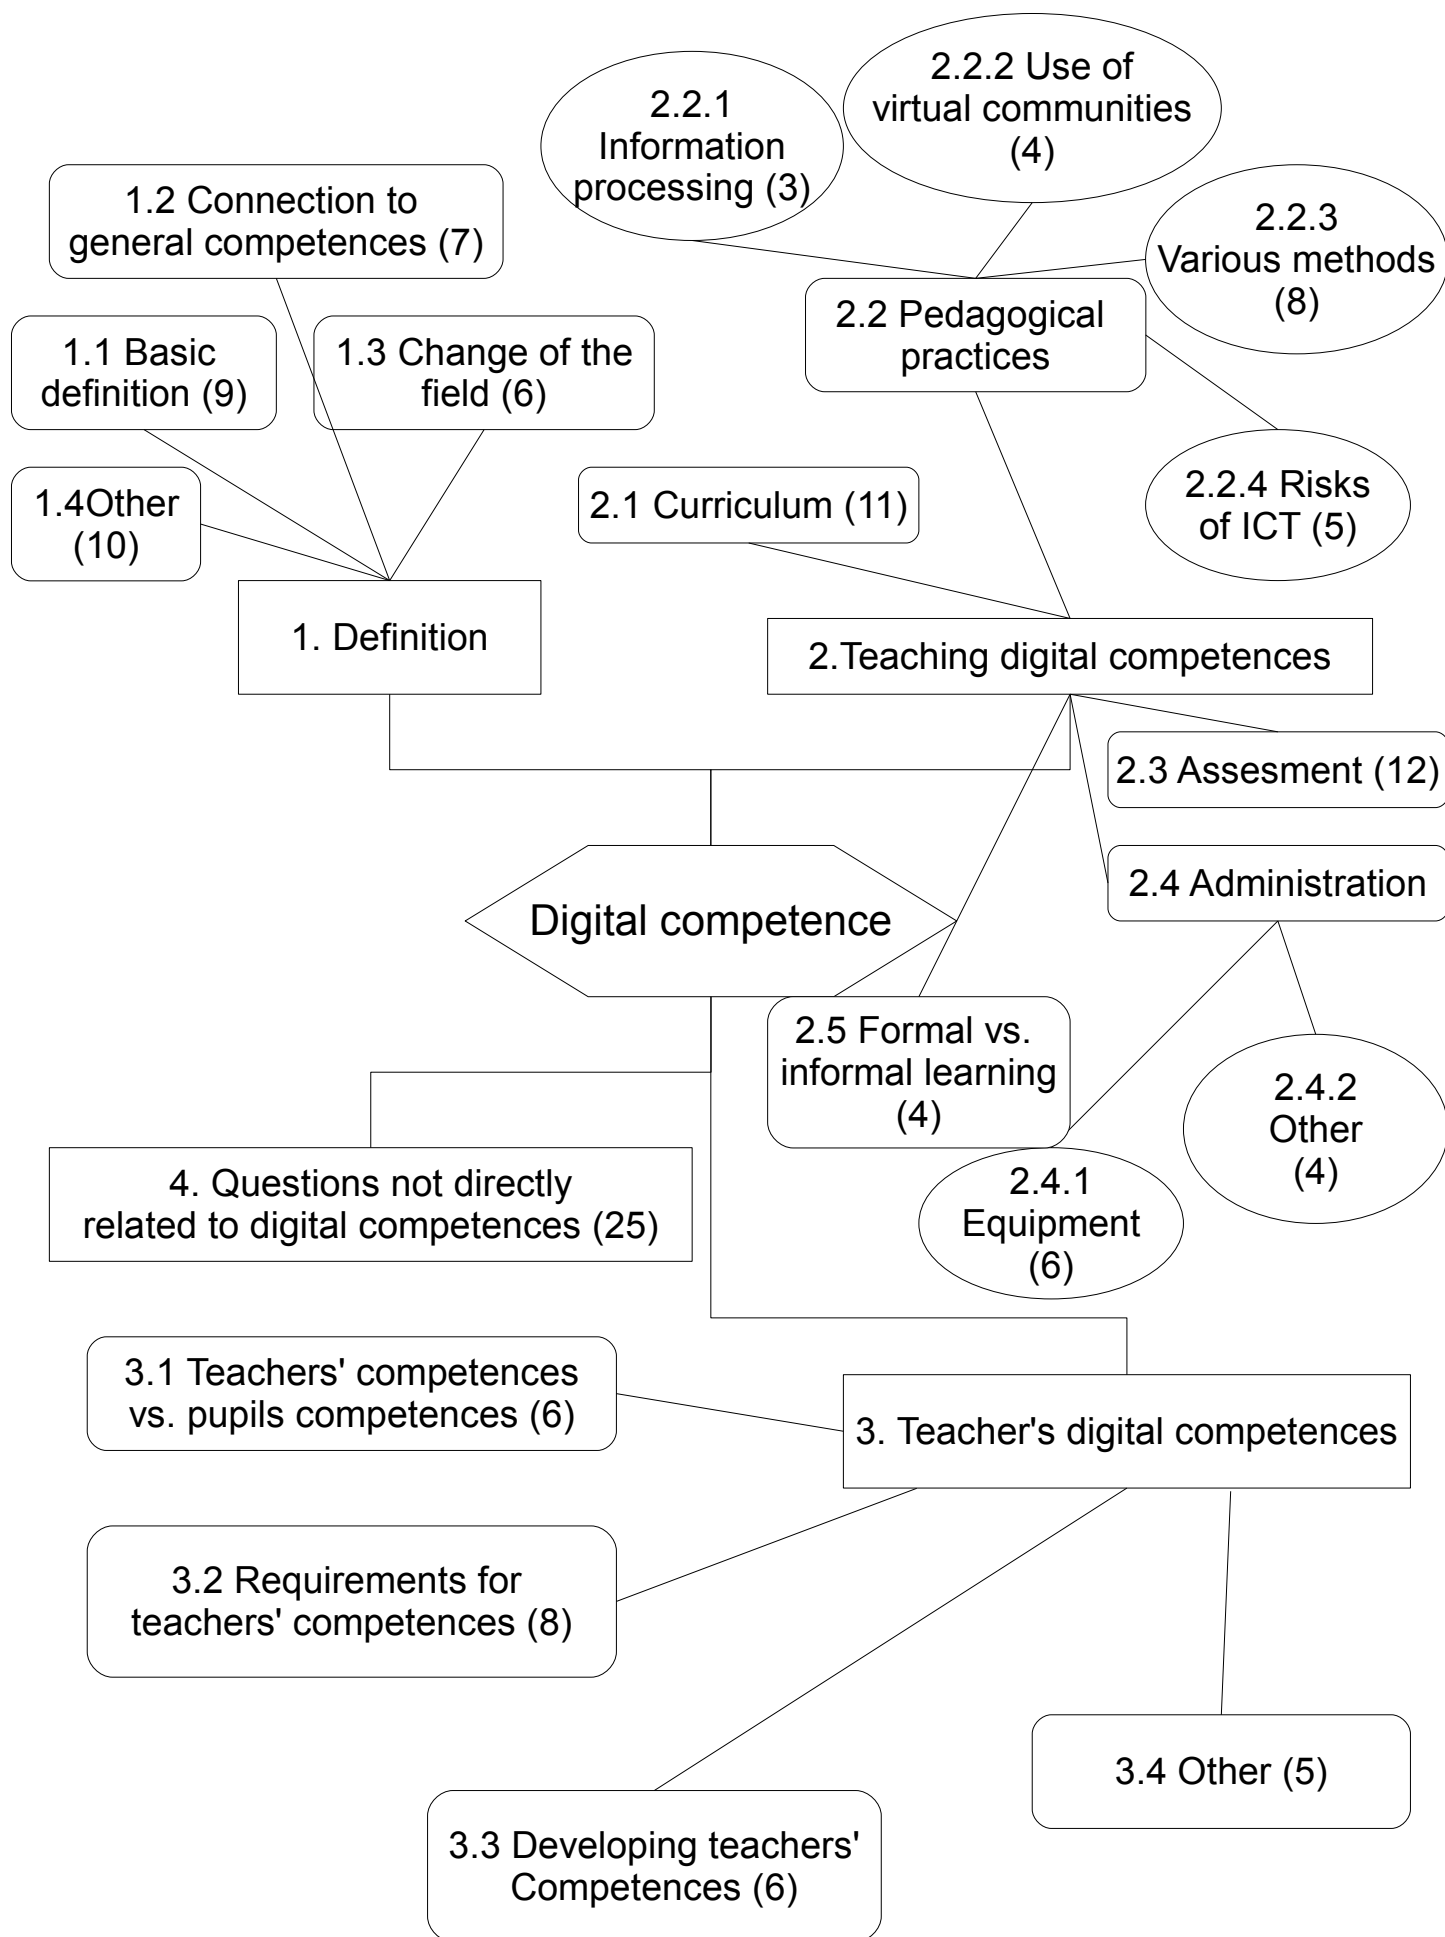 2.2.2 Use of
virtual communities
(4)
2.2.1
Information
processing (3)
1.2 Connection to
general competences (7)
2.2.3
Various methods
(8)
1.1 Basic
definition (9)
1.3 Change of the
field (6)
2.2 Pedagogical
practices
1.4Other
(10)
2.1 Curriculum (11)
2.2.4 Risks
of ICT (5)
1. Definition
2.Teaching digital competences
2.3 Assesment (12)
2.4 Administration
Digital competence
2.5 Formal vs.
informal learning
(4)
2.4.2
Other
(4)
4. Questions not directly
related to digital competences (25)
2.4.1
Equipment
(6)
3.1 Teachers' competences
vs. pupils competences (6)
3. Teacher's digital competences
3.2 Requirements for
teachers' competences (8)
3.4 Other (5)
3.3 Developing teachers'
Competences (6)